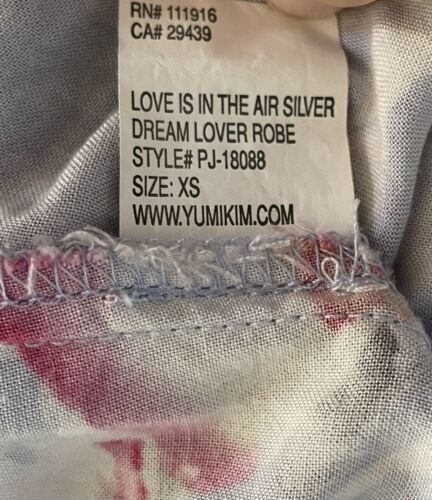 RN# 111916
CA# 29439
LOVE IS IN THE AIR SILVER
DREAM LOVER ROBE
STYLE# PJ-18088
SIZE: XS
WWW.YUMIKIM.COM